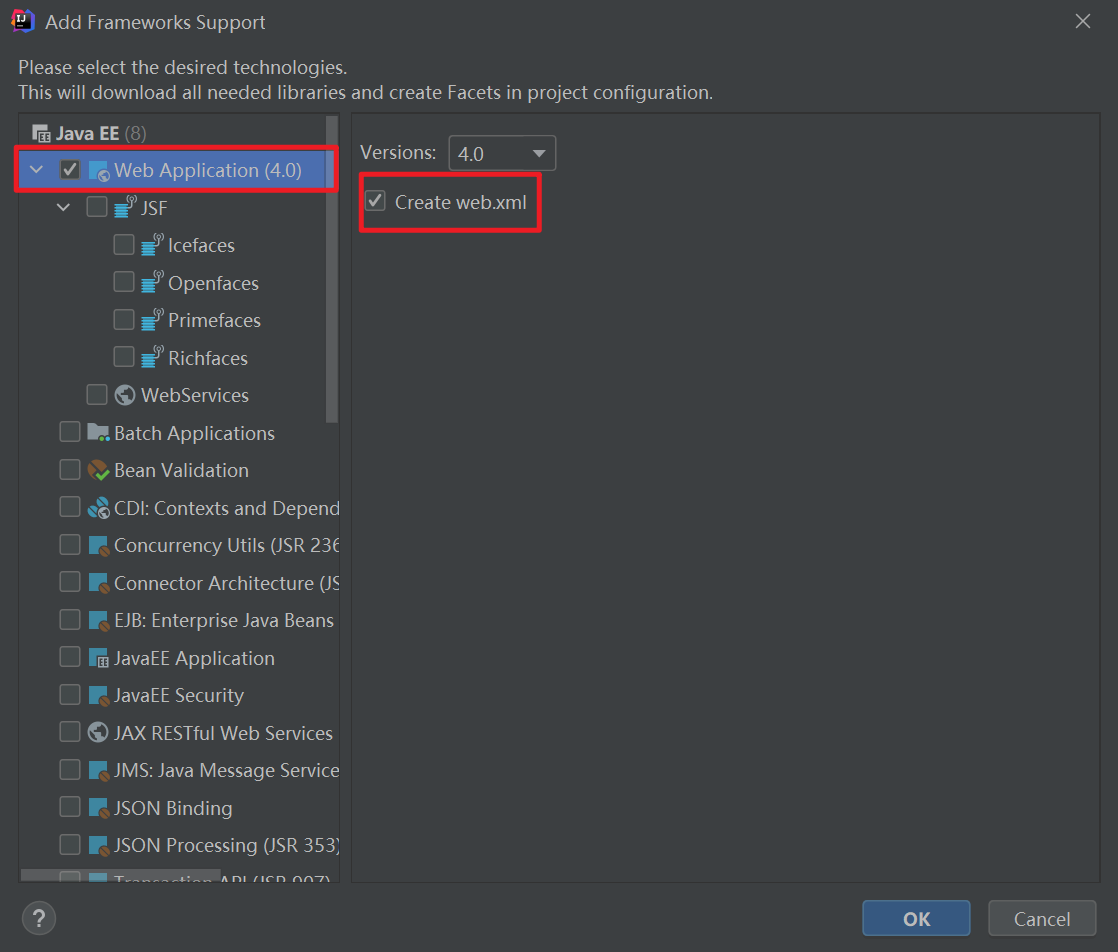 Add Frameworks Support
Please select the desired technologies.
This will download all needed libraries and create Facets in project configuration.
Java EE (8)
Web Application (4.0)
JSF
Icefaces
Openfaces
Primefaces
Richfaces
WebServices
Batch Applications
Bean Validation
CDI: Contexts and Depend
Concurrency Utils (JSR 236
Connector Architecture (JS
EJB: Enterprise Java Beans
JavaEE Application
JavaEE Security
JAX RESTful Web Services
JMS: Java Message Service
JSON Binding
JSON Processing (JSR 353)
Transaction API (JSR 907)
Versions: 4.0
Create web.xml
?
OK
Cancel